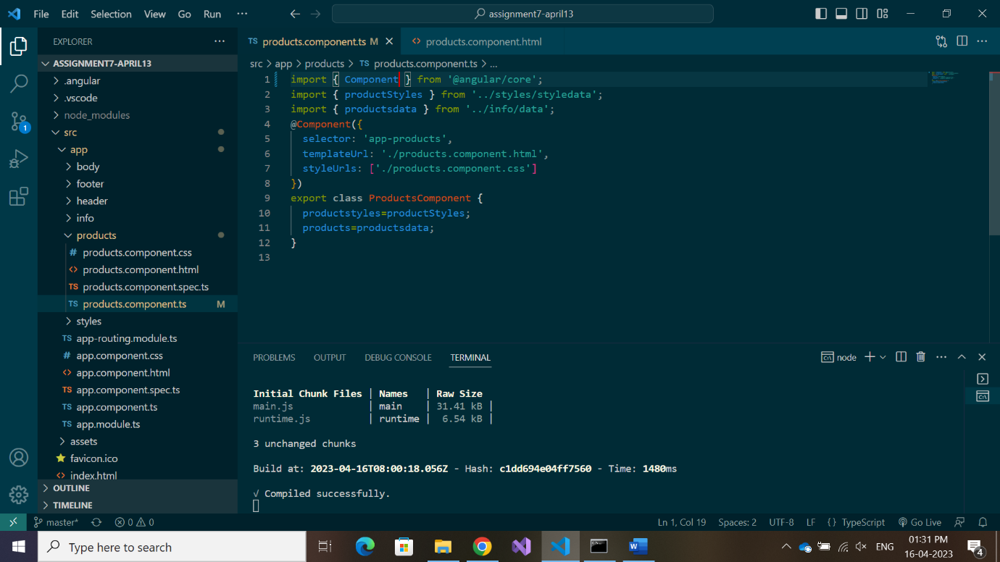 File Edit Selection View Go Run ··· assignment7-april13
EXPLORER ···
ASSIGNMENT7-APRIL13
.angular
.vscode
node_modules
src
app
body
footer
header
info
products
# products.component.css
<> products.component.html
TS products.component.spec.ts
TS products.component.ts M
styles
TS app-routing.module.ts
# app.component.css
<> app.component.html
TS app.component.spec.ts
TS app.component.ts
TS app.module.ts
assets
favicon.ico
<> index.html
OUTLINE
TIMELINE
1
TS products.component.ts M <> products.component.html ···
src > app > products > TS products.component.ts > ...
1 import { Component } from '@angular/core';
2 import { productStyles } from '../styles/styledata';
3 import { productsdata } from '../info/data';
4 @Component({
5 selector: 'app-products',
6 templateUrl: './products.component.html',
7 styleUrls: ['./products.component.css']
8 })
9 export class ProductsComponent {
10 productstyles=productStyles;
11 products=productsdata;
12 }
13
PROBLEMS OUTPUT DEBUG CONSOLE TERMINAL node ···
Initial Chunk Files | Names | Raw Size
main.js | main | 31.41 kB |
runtime.js | runtime | 6.54 kB |
3 unchanged chunks
Build at: 2023-04-16T08:00:18.056Z - Hash: c1dd694e04ff7560 - Time: 1480ms
√ Compiled successfully.
master* 0 0 Ln 1, Col 19 Spaces: 2 UTF-8 LF {} TypeScript Go Live
Type here to search
ENG
01:31 PM
16-04-2023
4